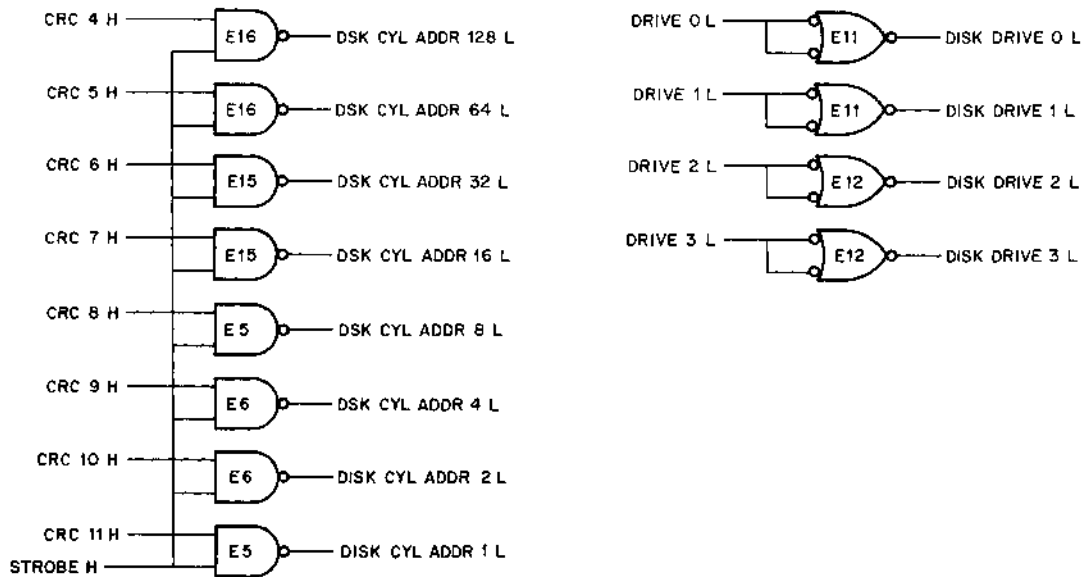 CRC 4 H
E16
DSK CYL ADDR 128 L
CRC 5 H
E16
DSK CYL ADDR 64 L
CRC 6 H
E15
DSK CYL ADDR 32 L
CRC 7 H
E15
DSK CYL ADDR 16 L
CRC 8 H
E5
DSK CYL ADDR 8 L
CRC 9 H
E6
DSK CYL ADDR 4 L
CRC 10 H
E6
DISK CYL ADDR 2 L
CRC 11 H
E5
DISK CYL ADDR 1 L
STROBE H
DRIVE 0 L
E11
DISK DRIVE 0 L
DRIVE 1 L
E11
DISK DRIVE 1 L
DRIVE 2 L
E12
DISK DRIVE 2 L
DRIVE 3 L
E12
DISK DRIVE 3 L